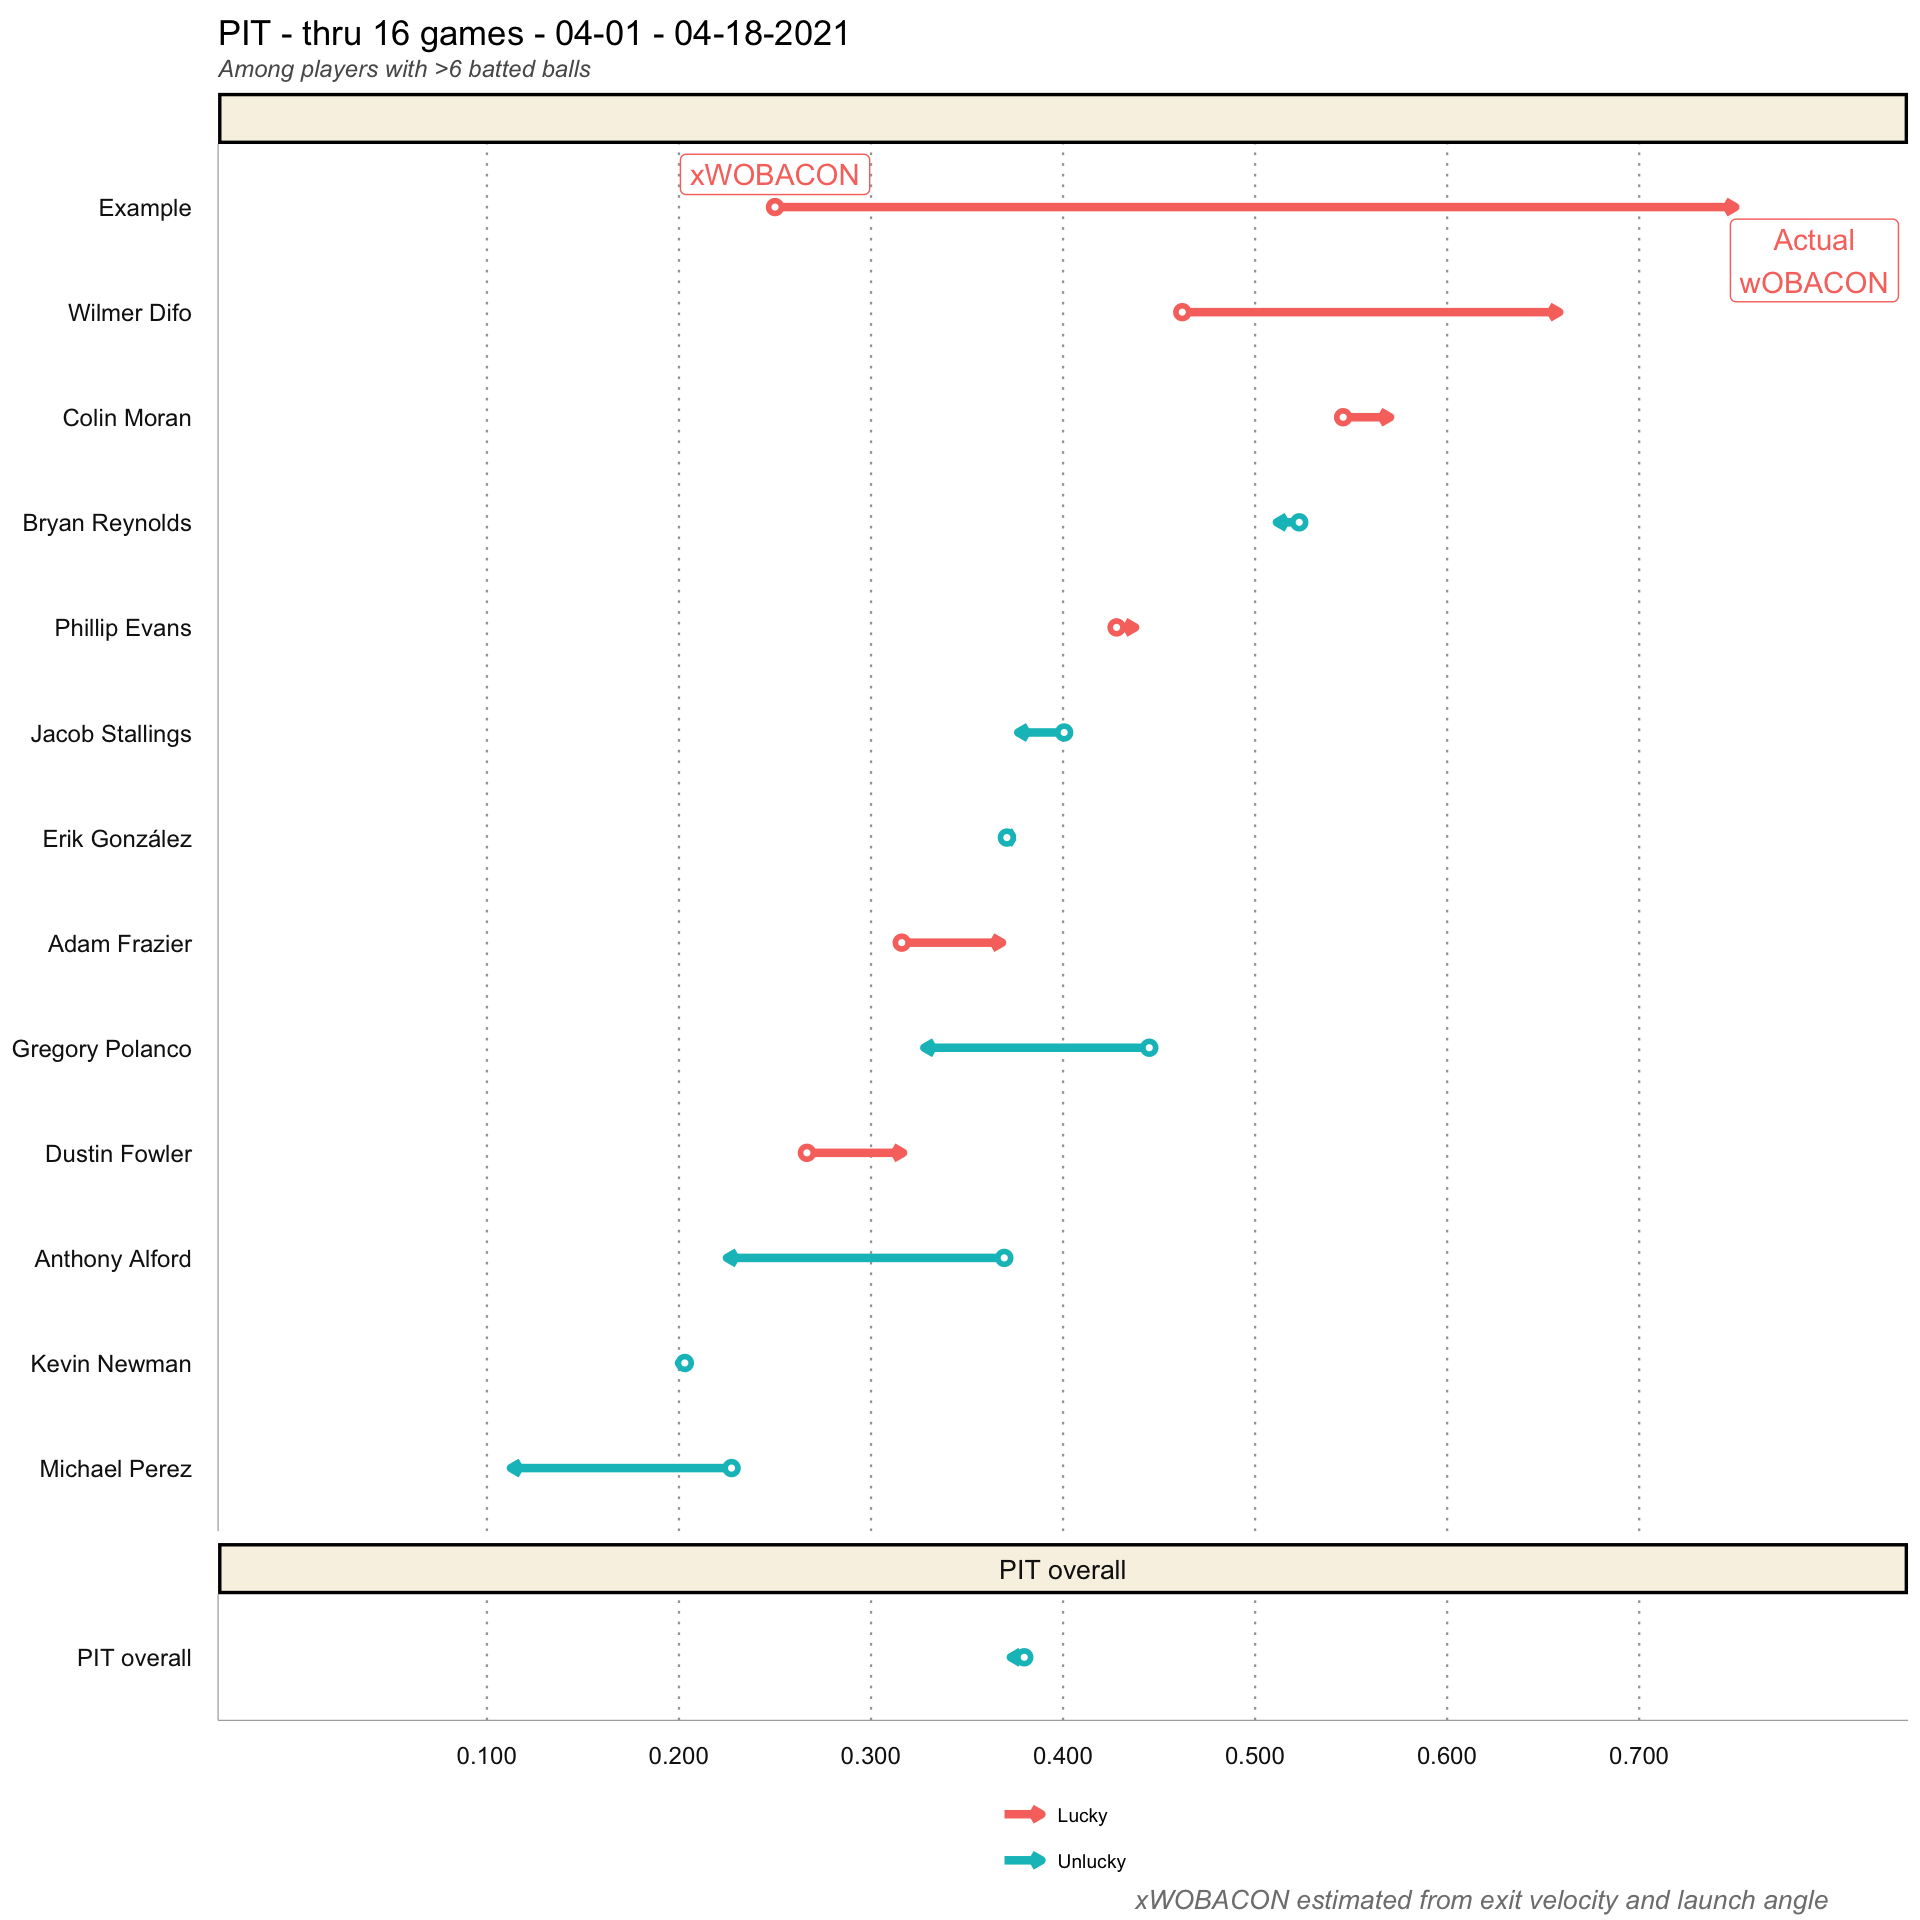 PIT - thru 16 games - 04-01 - 04-18-2021
Among players with >6 batted balls
xWOBACON
Example
Actual
wOBACON
Wilmer Difo
Colin Moran
Bryan Reynolds
Phillip Evans
Jacob Stallings
Erik González
Adam Frazier
Gregory Polanco
Dustin Fowler
Anthony Alford
Kevin Newman
Michael Perez
PIT overall
PIT overall
0.100 0.200 0.300 0.400 0.500 0.600 0.700
Lucky
Unlucky
xWOBACON estimated from exit velocity and launch angle